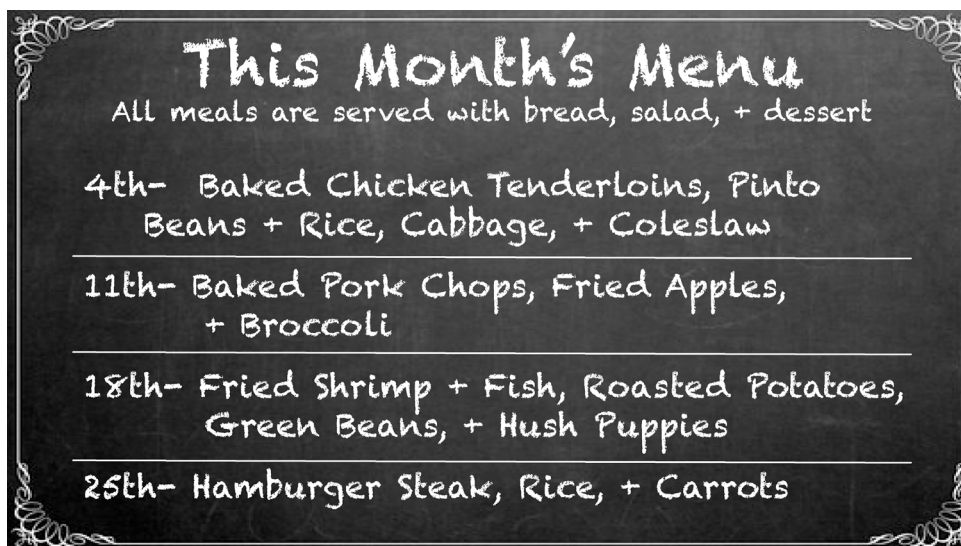 This Month's Menu
All meals are served with bread, salad, + dessert
4th- Baked Chicken Tenderloins, Pinto
Beans + Rice, Cabbage, + Coleslaw
11th- Baked Pork Chops, Fried Apples,
+ Broccoli
18th- Fried Shrimp + Fish, Roasted Potatoes,
Green Beans, + Hush Puppies
25th- Hamburger Steak, Rice, + Carrots